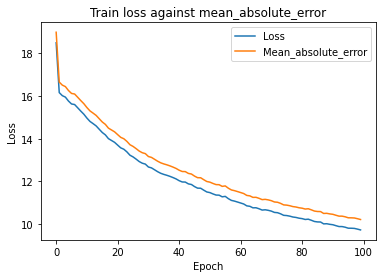 Train loss against mean_absolute_error
Loss
Mean_absolute_error
18
16
14
12
10
Loss
0
20
40
60
80
100
Epoch